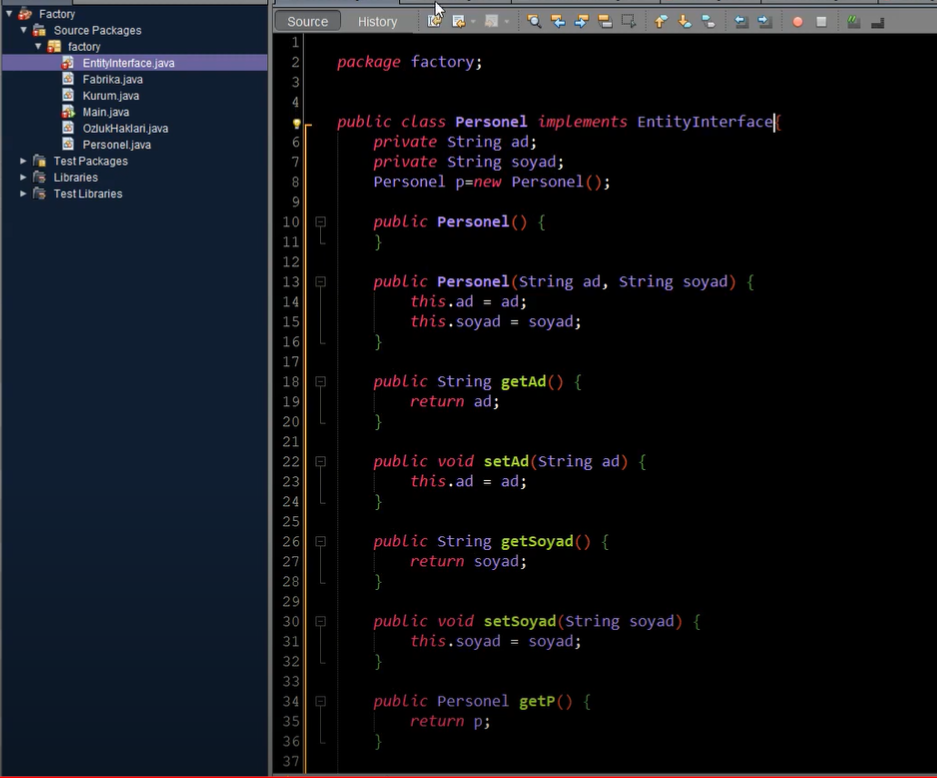 Factory
Source Packages
factory
EntityInterface.java
Fabrika.java
Kurum.java
Main.java
OzlukHaklari.java
Personel.java
Test Packages
Libraries
Test Libraries
Source History
1
2 package factory;
3
4
public class Personel implements EntityInterface{
6 private String ad;
7 private String soyad;
8 Personel p=new Personel();
9
10 public Personel() {
11 }
12
13 public Personel(String ad, String soyad) {
14 this.ad = ad;
15 this.soyad = soyad;
16 }
17
18 public String getAd() {
19 return ad;
20 }
21
22 public void setAd(String ad) {
23 this.ad = ad;
24 }
25
26 public String getSoyad() {
27 return soyad;
28 }
29
30 public void setSoyad(String soyad) {
31 this.soyad = soyad;
32 }
33
34 public Personel getP() {
35 return p;
36 }
37